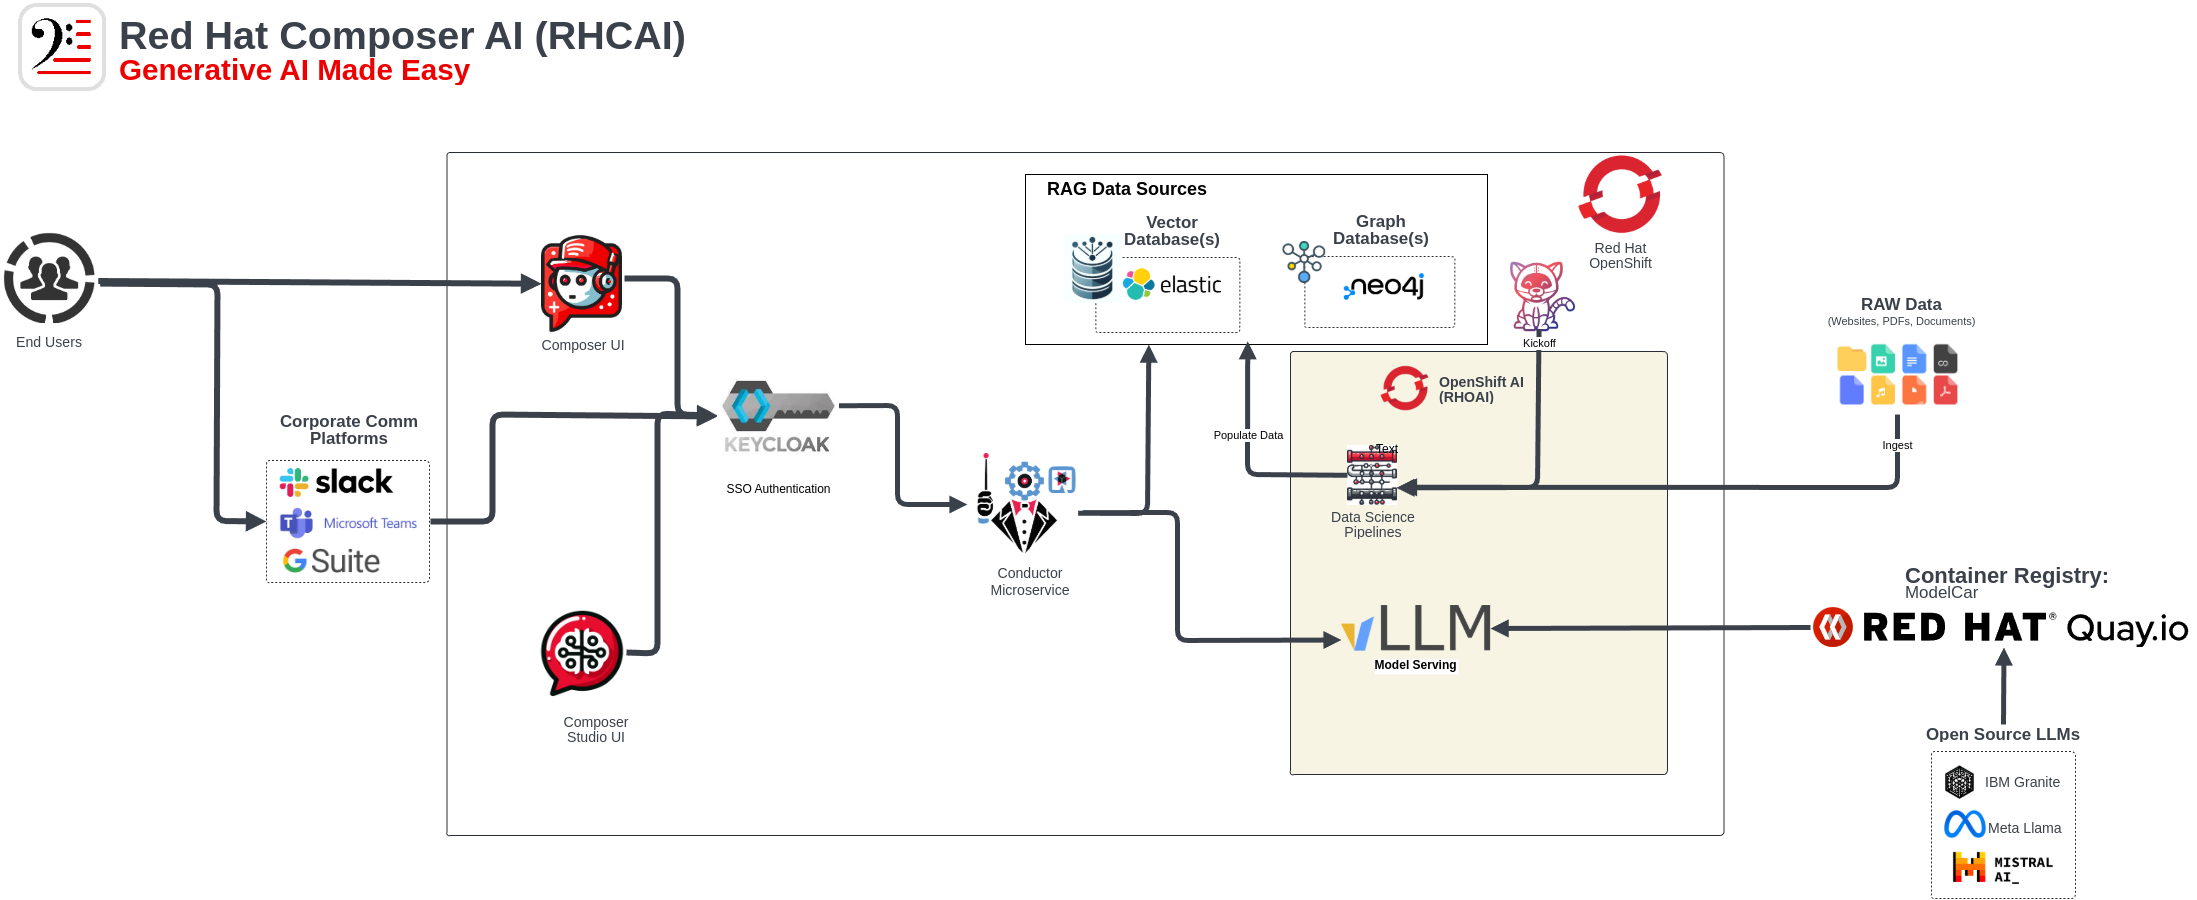 Red Hat Composer AI (RHCAI)
Generative AI Made Easy
RAG Data Sources
Vector
Database(s)
elastic
Graph
Database(s)
neo4j
Red Hat
OpenShift
End Users
Composer UI
Kickoff
RAW Data
(Websites, PDFs, Documents)
Ingest
OpenShift AI
(RHOAI)
Corporate Comm
Platforms
slack
Microsoft Teams
G Suite
KEYCLOAK
SSO Authentication
Populate Data
Text
Data Science
Pipelines
Conductor
Microservice
Container Registry:
ModelCar
RED HAT® Quay.io
vLLM
Model Serving
Composer
Studio UI
Open Source LLMs
IBM Granite
Meta Llama
MISTRAL
AI_